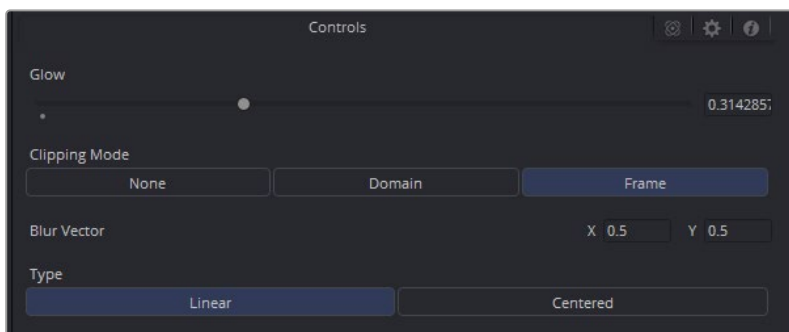 Controls
Glow
0.3142857
Clipping Mode
None Domain Frame
Blur Vector X 0.5 Y 0.5
Type
Linear Centered